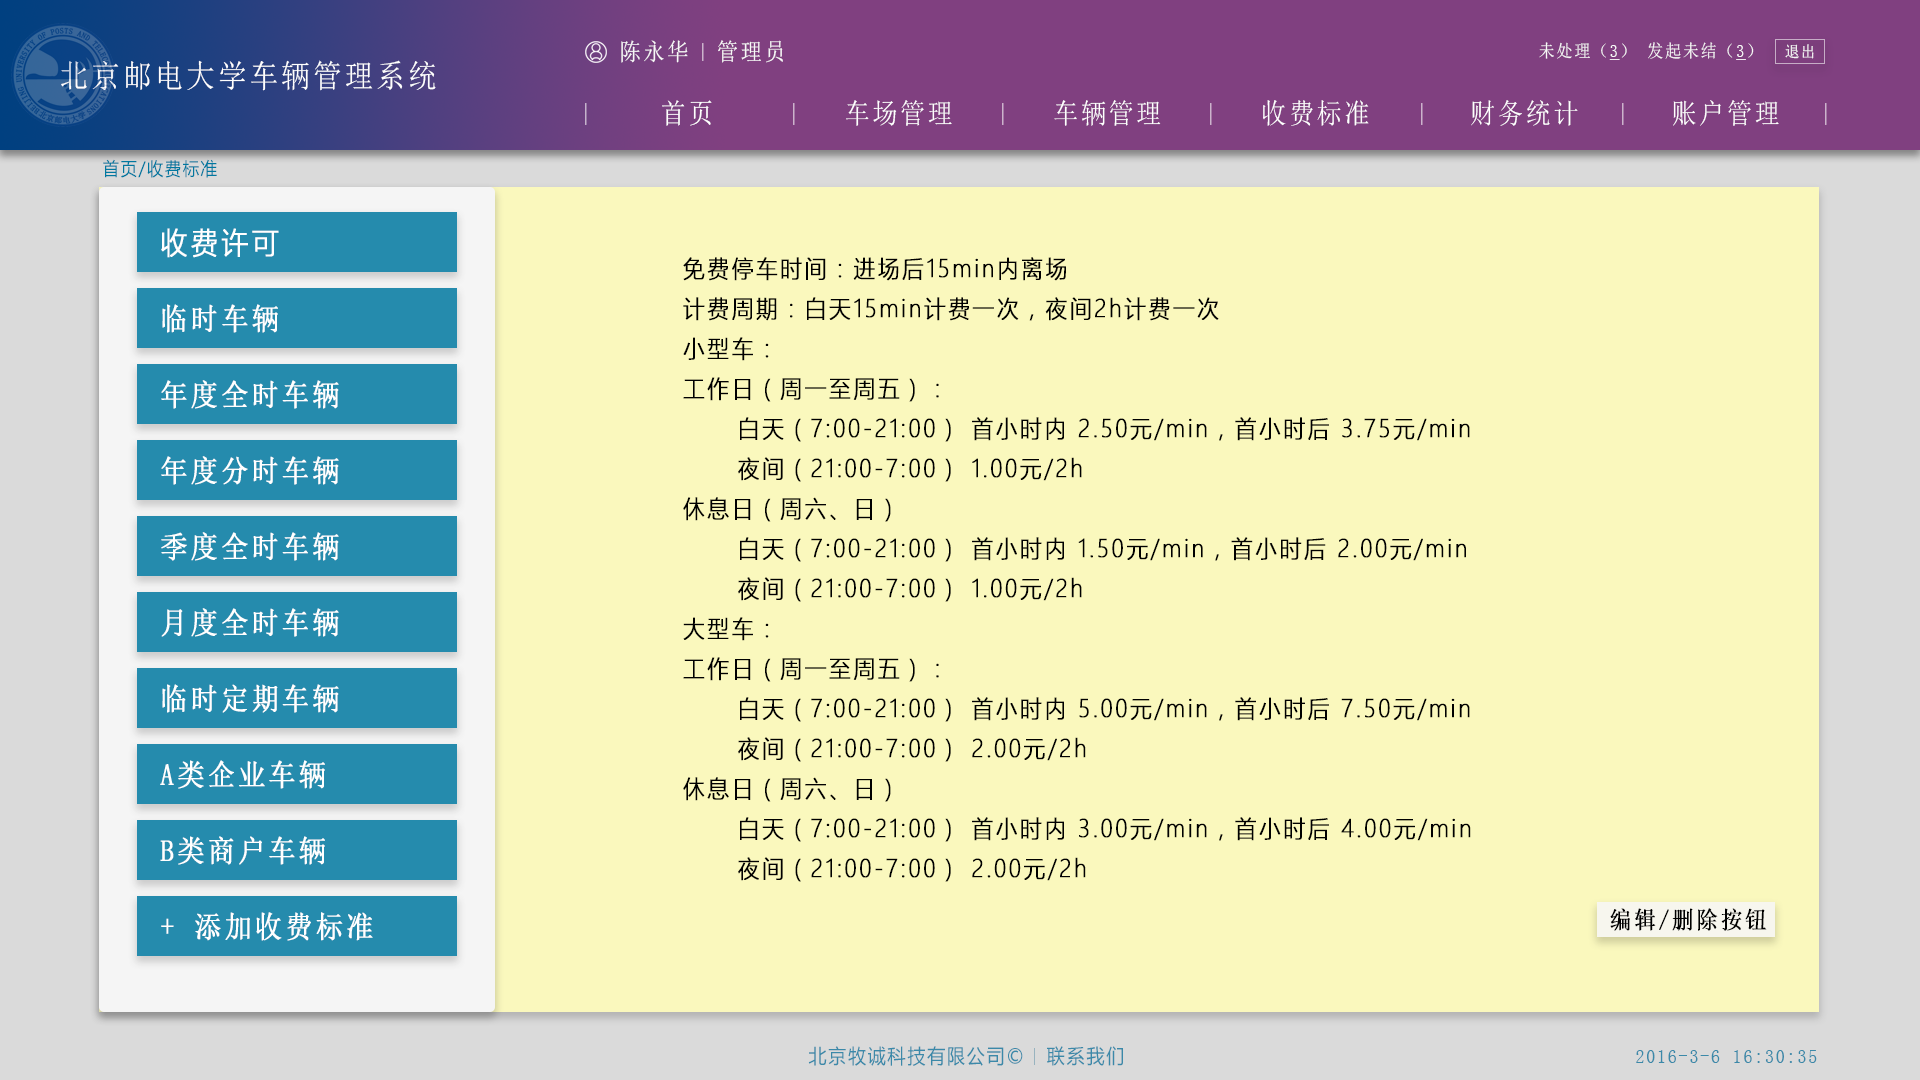 北京邮电大学车辆管理系统
陈永华 | 管理员
未处理（3） 发起未结（3） 退出
| 首页 | 车场管理 | 车辆管理 | 收费标准 | 财务统计 | 账户管理 |
首页/收费标准
收费许可
临时车辆
年度全时车辆
年度分时车辆
季度全时车辆
月度全时车辆
临时定期车辆
A类企业车辆
B类商户车辆
+ 添加收费标准
免费停车时间：进场后15min内离场
计费周期：白天15min计费一次，夜间2h计费一次
小型车：
工作日（周一至周五）：
白天（7:00-21:00） 首小时内 2.50元/min，首小时后 3.75元/min
夜间（21:00-7:00） 1.00元/2h
休息日（周六、日）
白天（7:00-21:00） 首小时内 1.50元/min，首小时后 2.00元/min
夜间（21:00-7:00） 1.00元/2h
大型车：
工作日（周一至周五）：
白天（7:00-21:00） 首小时内 5.00元/min，首小时后 7.50元/min
夜间（21:00-7:00） 2.00元/2h
休息日（周六、日）
白天（7:00-21:00） 首小时内 3.00元/min，首小时后 4.00元/min
夜间（21:00-7:00） 2.00元/2h
编辑/删除按钮
北京牧诚科技有限公司© | 联系我们
2016-3-6 16:30:35